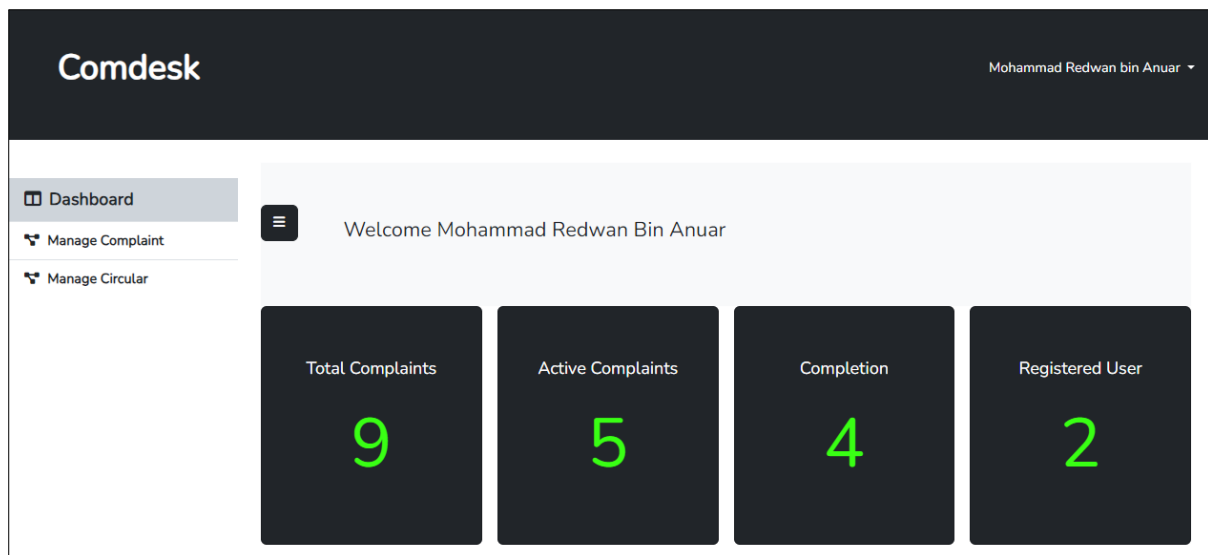 Comdesk
Mohammad Redwan bin Anuar
Dashboard
Manage Complaint
Manage Circular
Welcome Mohammad Redwan Bin Anuar
Total Complaints
9
Active Complaints
5
Completion
4
Registered User
2